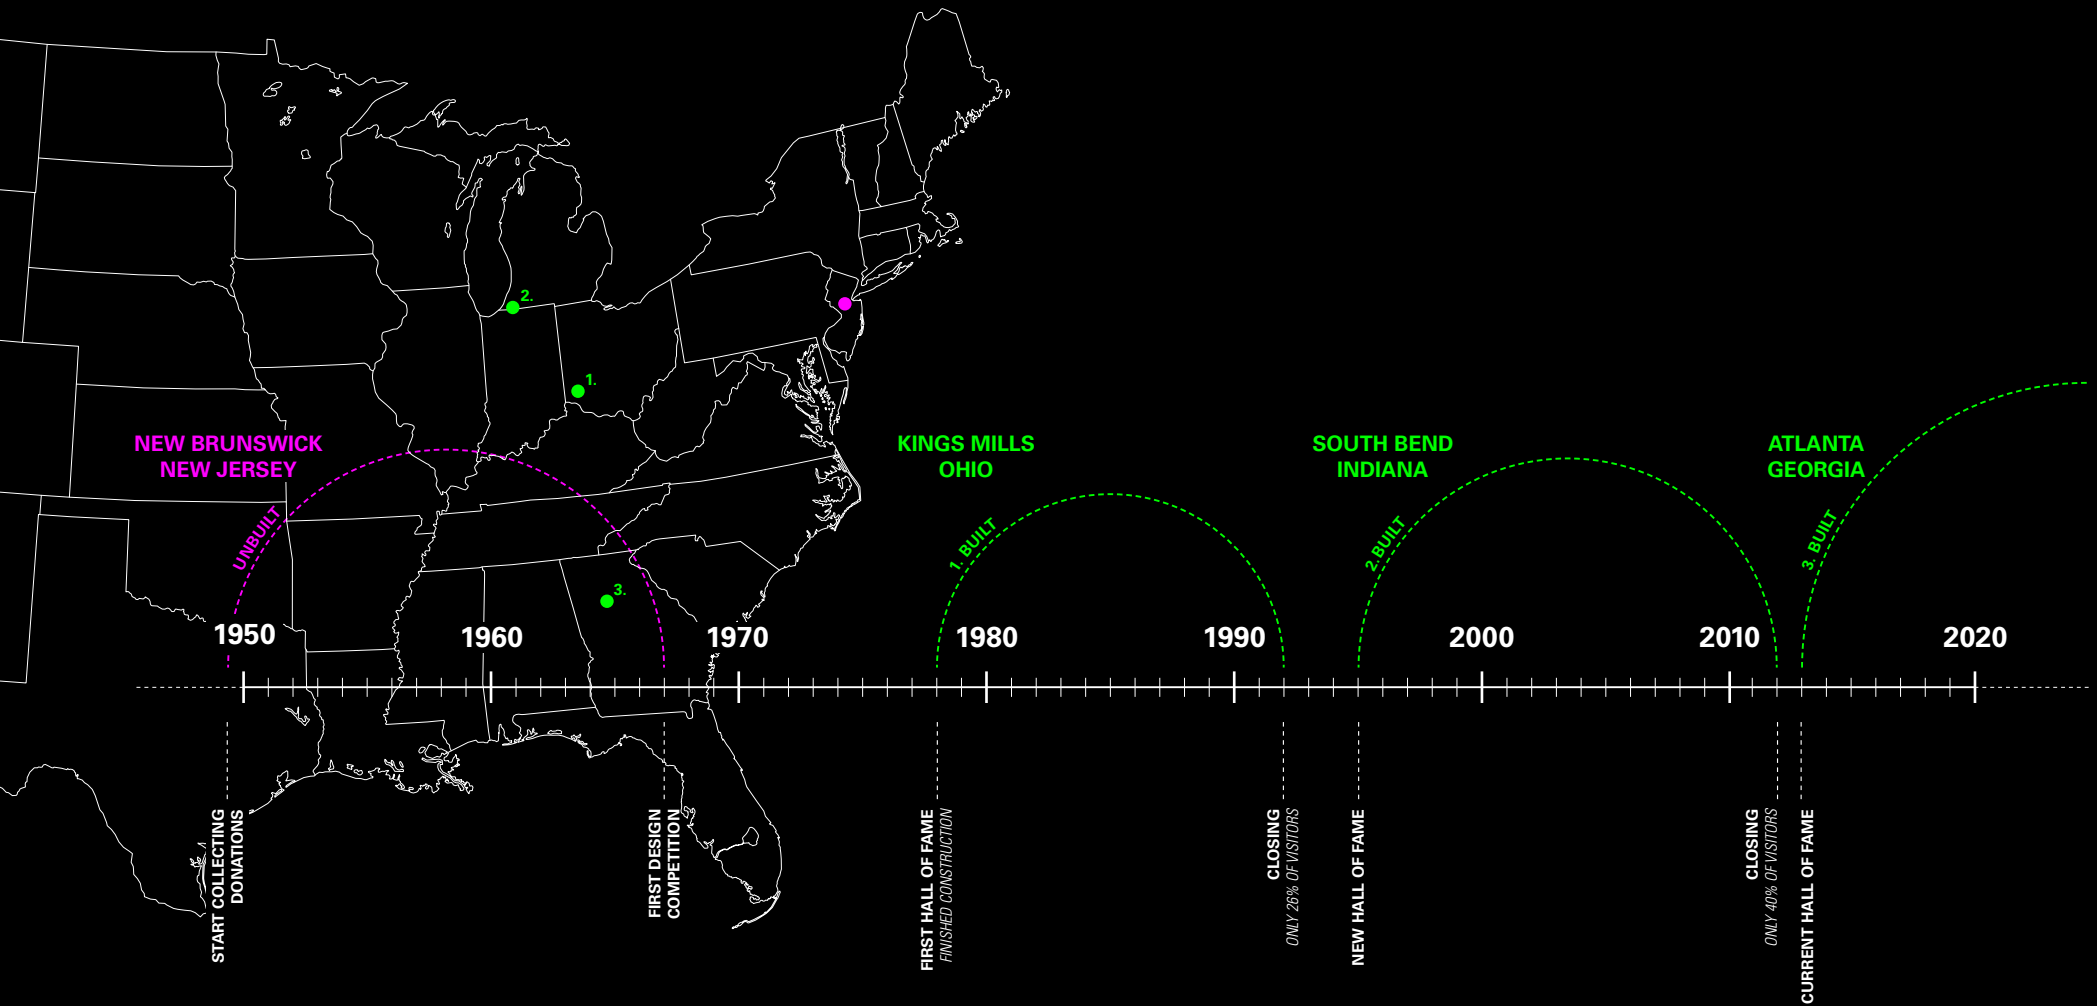 2.
1.
3.
NEW BRUNSWICK
NEW JERSEY
KINGS MILLS
OHIO
SOUTH BEND
INDIANA
ATLANTA
GEORGIA
UNBUILT
1. BUILT
2.BUILT
3. BUILT
1950
1960
1970
1980
1990
2000
2010
2020
START COLLECTING
DONATIONS
FIRST DESIGN
COMPETITION
FIRST HALL OF FAME
FINISHED CONSTRUCTION
CLOSING
ONLY 26% OF VISITORS
NEW HALL OF FAME
CLOSING
ONLY 40% OF VISITORS
CURRENT HALL OF FAME